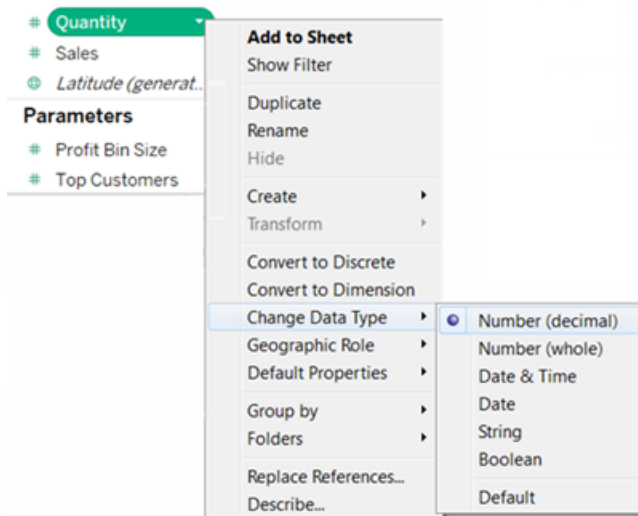 Quantity
Sales
Latitude (generat..
Parameters
Profit Bin Size
Top Customers
Add to Sheet
Show Filter
Duplicate
Rename
Hide
Create
Transform
Convert to Discrete
Convert to Dimension
Change Data Type
Geographic Role
Default Properties
Group by
Folders
Replace References...
Describe...
Number (decimal)
Number (whole)
Date & Time
Date
String
Boolean
Default